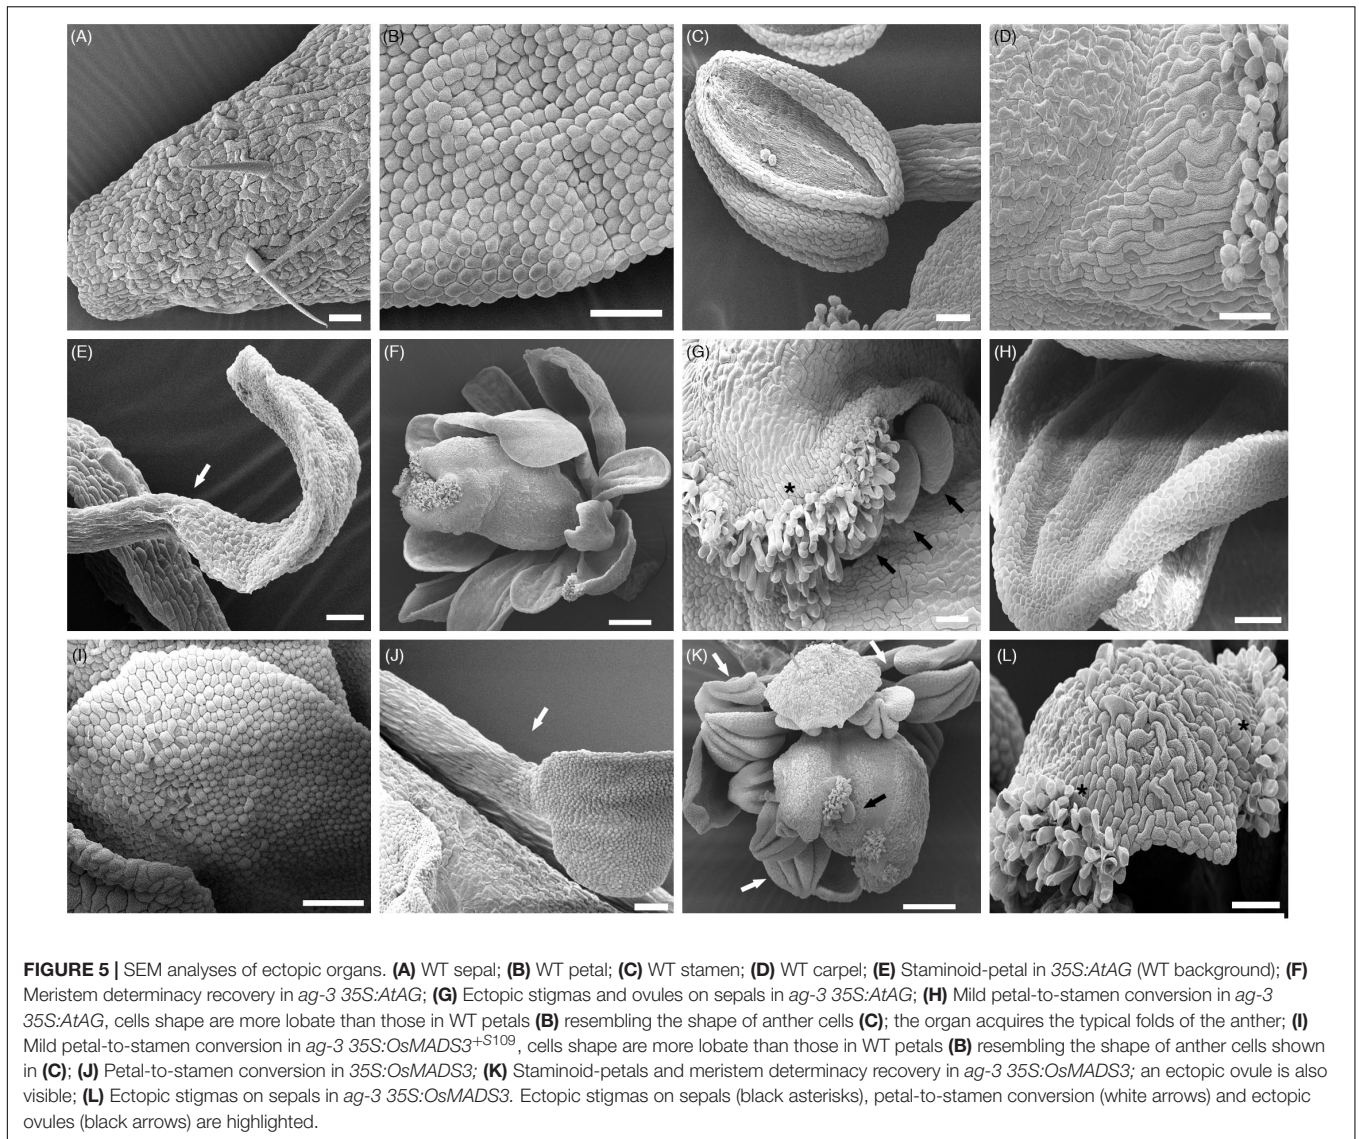 (A)
(B)
(C)
(D)
(E)
(F)
(G)
*
(H)
(I)
(J)
(K)
(L)
*
*
FIGURE 5 | SEM analyses of ectopic organs. (A) WT sepal; (B) WT petal; (C) WT stamen; (D) WT carpel; (E) Staminoid-petal in 35S:AtAG (WT background); (F)
Meristem determinacy recovery in ag-3 35S:AtAG; (G) Ectopic stigmas and ovules on sepals in ag-3 35S:AtAG; (H) Mild petal-to-stamen conversion in ag-3
35S:AtAG, cells shape are more lobate than those in WT petals (B) resembling the shape of anther cells (C); the organ acquires the typical folds of the anther; (I)
Mild petal-to-stamen conversion in ag-3 35S:OsMADS3+S109, cells shape are more lobate than those in WT petals (B) resembling the shape of anther cells shown
in (C); (J) Petal-to-stamen conversion in 35S:OsMADS3; (K) Staminoid-petals and meristem determinacy recovery in ag-3 35S:OsMADS3; an ectopic ovule is also
visible; (L) Ectopic stigmas on sepals in ag-3 35S:OsMADS3. Ectopic stigmas on sepals (black asterisks), petal-to-stamen conversion (white arrows) and ectopic
ovules (black arrows) are highlighted.